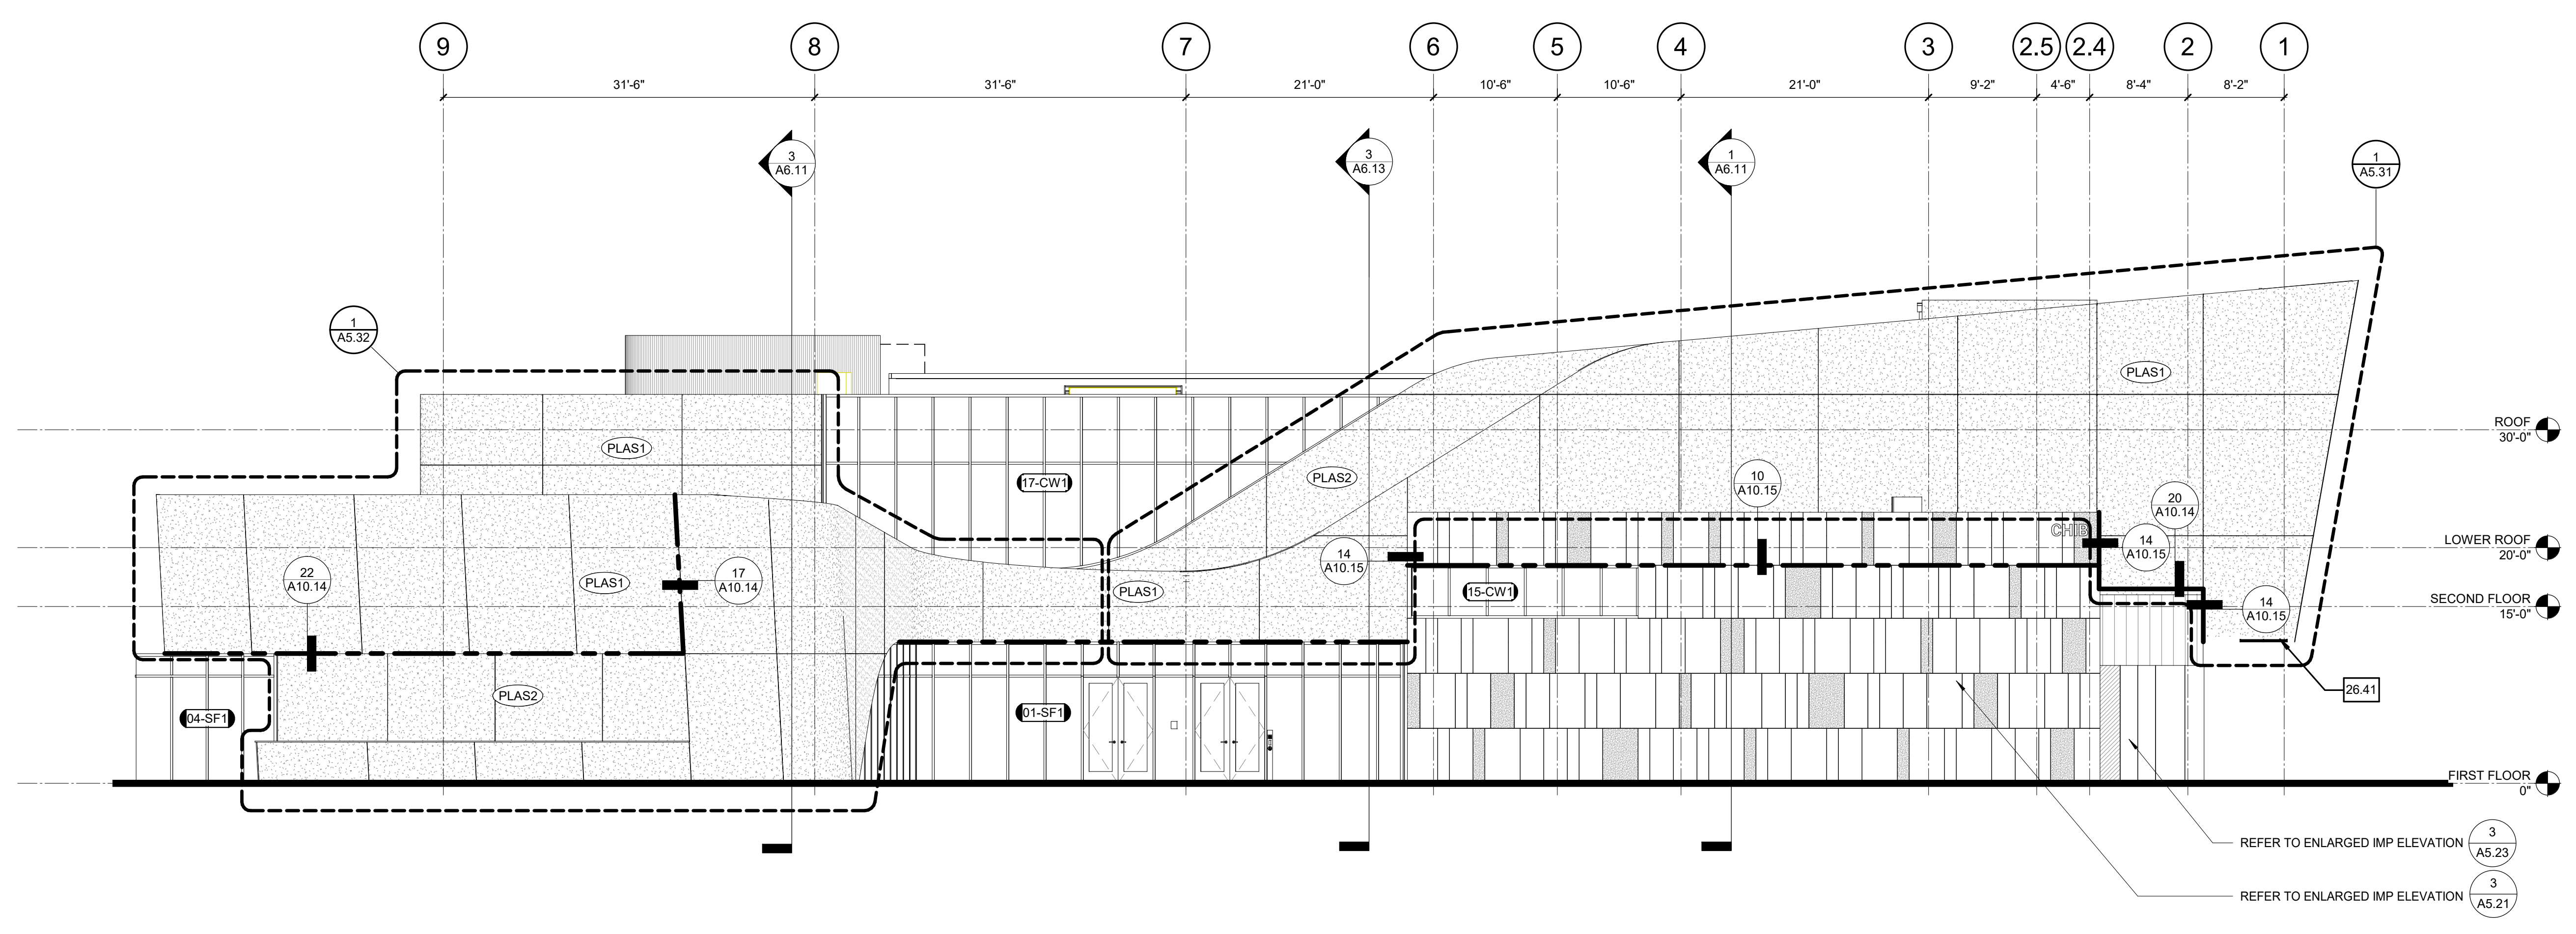 9 8 7 6 5 4 3 2.5 2.4 2 1
31'-6" 31'-6" 21'-0" 10'-6" 10'-6" 21'-0" 9'-2" 4'-6" 8'-4" 8'-2"
3
A6.11
3
A6.13
1
A6.11
1
A5.31
1
A5.32
PLAS1
PLAS1
ROOF
30'-0"
PLAS2
17-CW1
10
A10.15
20
A10.14
CHIB
LOWER ROOF
20'-0"
14
A10.15
14
A10.15
22
A10.14
PLAS1
17
A10.14
PLAS1
15-CW1
14
A10.15
SECOND FLOOR
15'-0"
PLAS2
26.41
04-SF1
01-SF1
FIRST FLOOR
0"
REFER TO ENLARGED IMP ELEVATION
3
A5.23
REFER TO ENLARGED IMP ELEVATION
3
A5.21